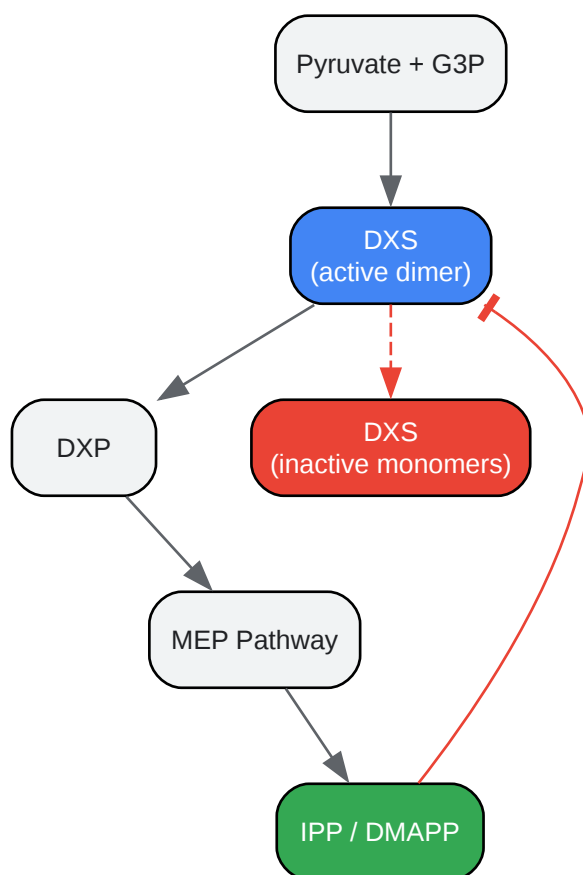 Pyruvate + G3P
DXS
(active dimer)
DXP
DXS
(inactive monomers)
MEP Pathway
IPP / DMAPP